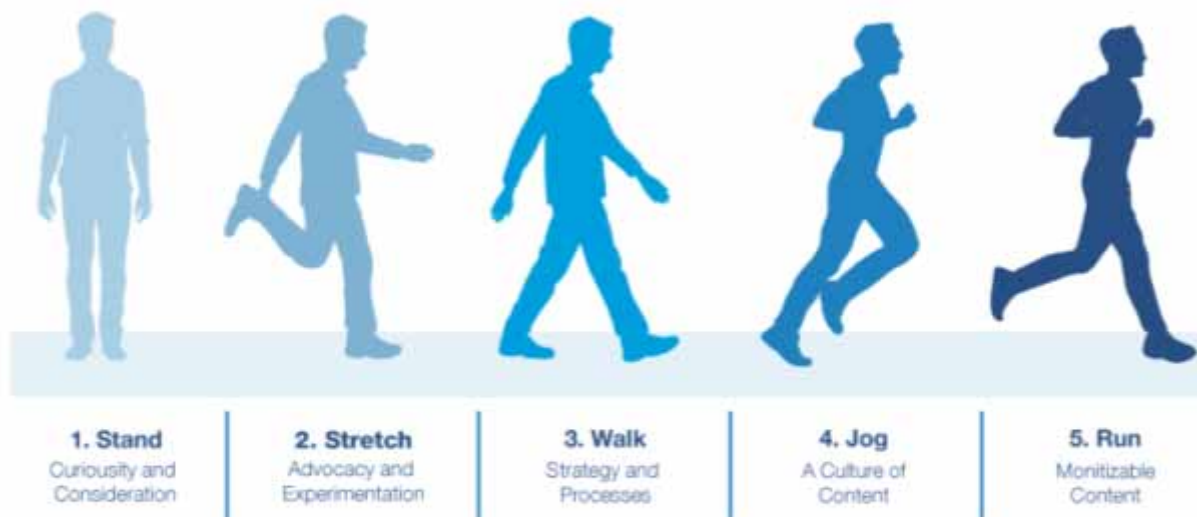 1. Stand
Curiousity and
Consideration
2. Stretch
Advocacy and
Experimentation
3. Walk
Strategy and
Processes
4. Jog
A Culture of
Content
5. Run
Monitizable
Content